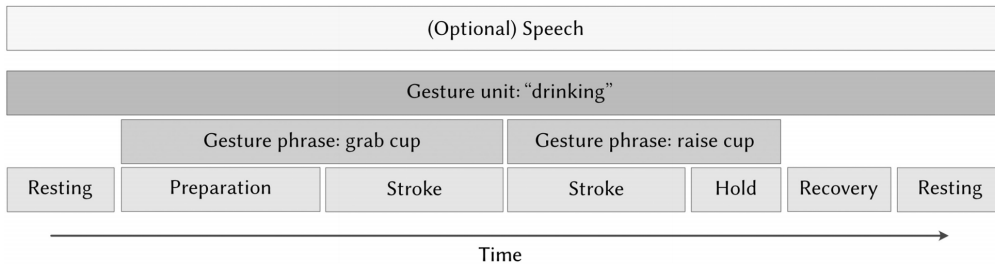 (Optional) Speech
Gesture unit: “drinking”
Gesture phrase: grab cup
Gesture phrase: raise cup
Resting
Preparation
Stroke
Stroke
Hold
Recovery
Resting
Time